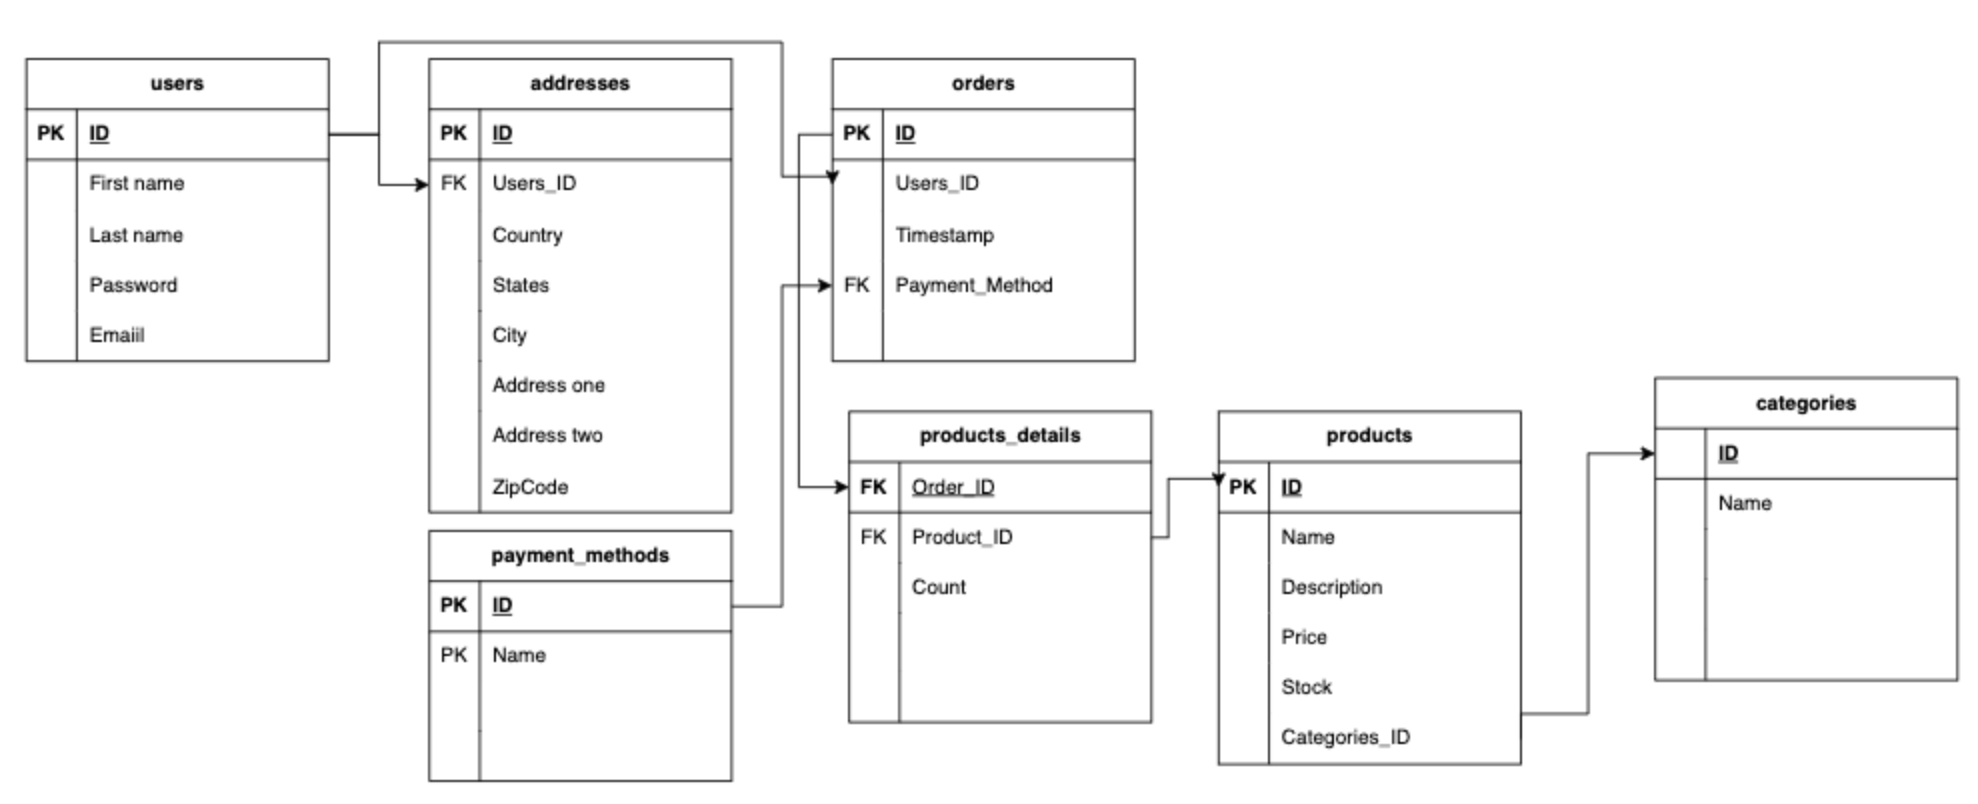 users
PK ID
First name
Last name
Password
Emaiil
addresses
PK ID
FK Users_ID
Country
States
City
Address one
Address two
ZipCode
orders
PK ID
Users_ID
Timestamp
FK Payment_Method
payment_methods
PK ID
PK Name
products_details
FK Order_ID
FK Product_ID
Count
products
PK ID
Name
Description
Price
Stock
Categories_ID
categories
ID
Name